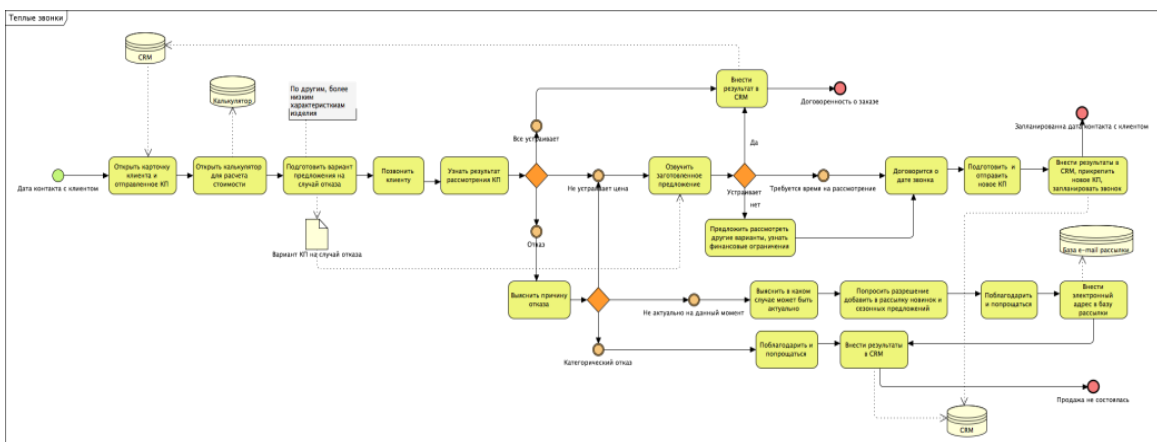 Теплые звонки
CRM
Калькулятор
По другим, более
низким
характеристикам
изделия
Внести
результат в
CRM
Договоренность о заказе
Запланированна дата контакта с клиентом
Все устраивает
Да
Дата контакта с клиентом
Открыть карточку
клиента и
отправленное КП
Открыть калькулятор
для расчета
стоимости
Подготовить вариант
предложения на
случай отказа
Позвонить
клиенту
Узнать результат
рассмотрения КП
Не устраивает цена
Озвучить
заготовленное
предложение
Устраивает
нет
Требуется время на рассмотрение
Договорится о
дате звонка
Подготовить и
отправить
новое КП
Внести результаты в
CRM, прикрепить
новое КП,
запланировать звонок
Вариант КП на случай отказа
Отказ
Предложить рассмотреть
другие варианты, узнать
финансовые ограничения
База e-mail рассылки
Выяснить причину
отказа
Не актуально на данный момент
Выяснить в каком
случае может быть
актуально
Попросить разрешение
добавить в рассылку новинок и
сезонных предложений
Поблагодарить
и попрощаться
Внести
электронный
адрес в базу
рассылки
Категорический отказ
Поблагодарить и
попрощаться
Внести результаты
в CRM
Продажа не состоялась
CRM